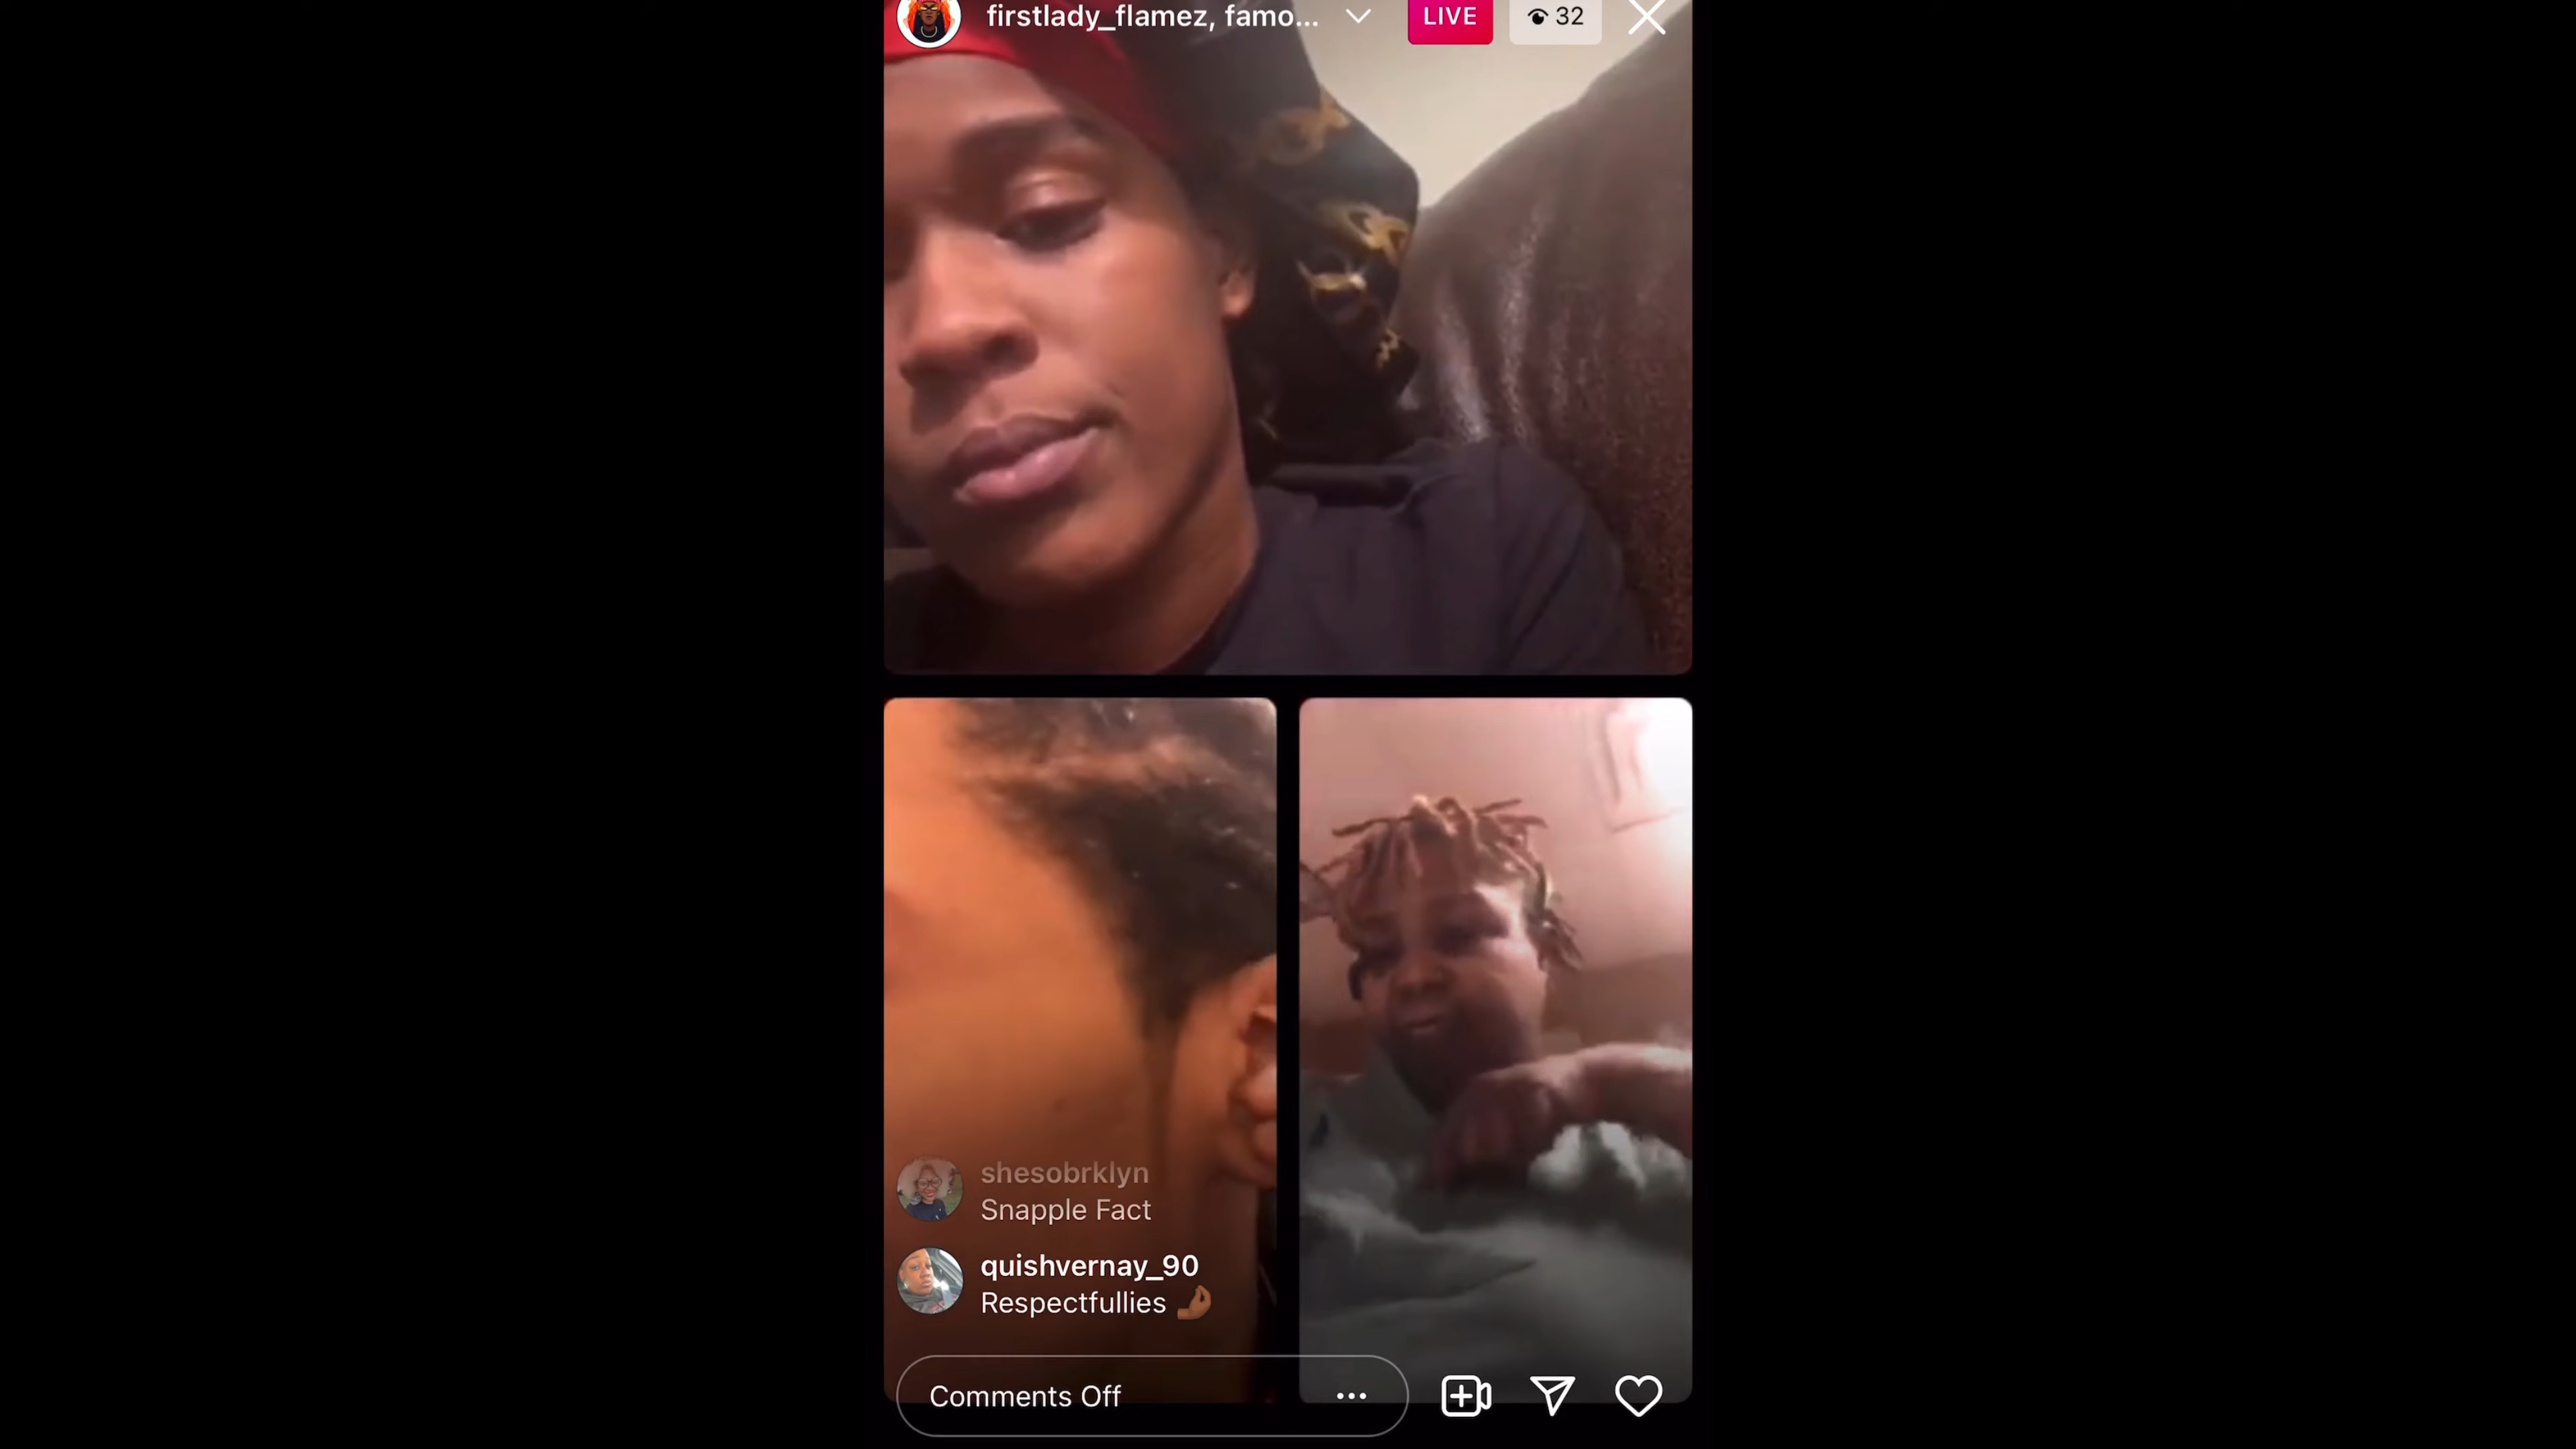 firstlady_flamez, famo...
LIVE
32
shesobrklyn
Snapple Fact
quishvernay_90
Respectfullies 🤌🏾
Comments Off